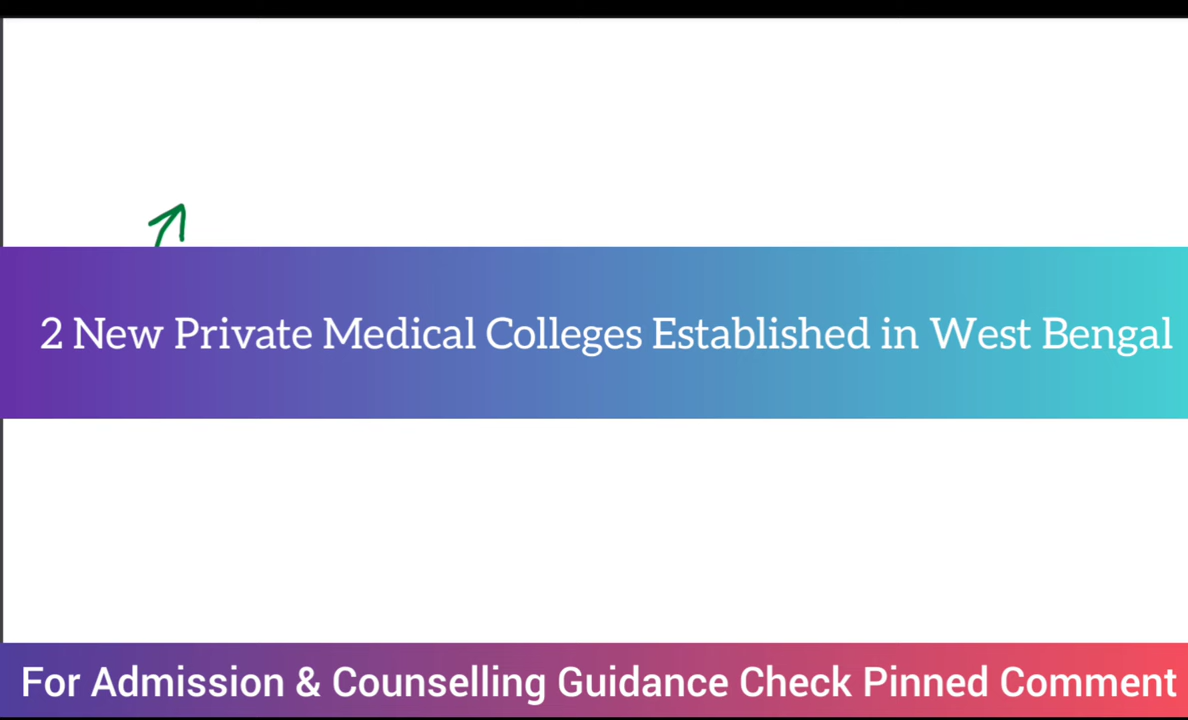 2 New Private Medical Colleges Established in West Bengal
For Admission & Counselling Guidance Check Pinned Comment